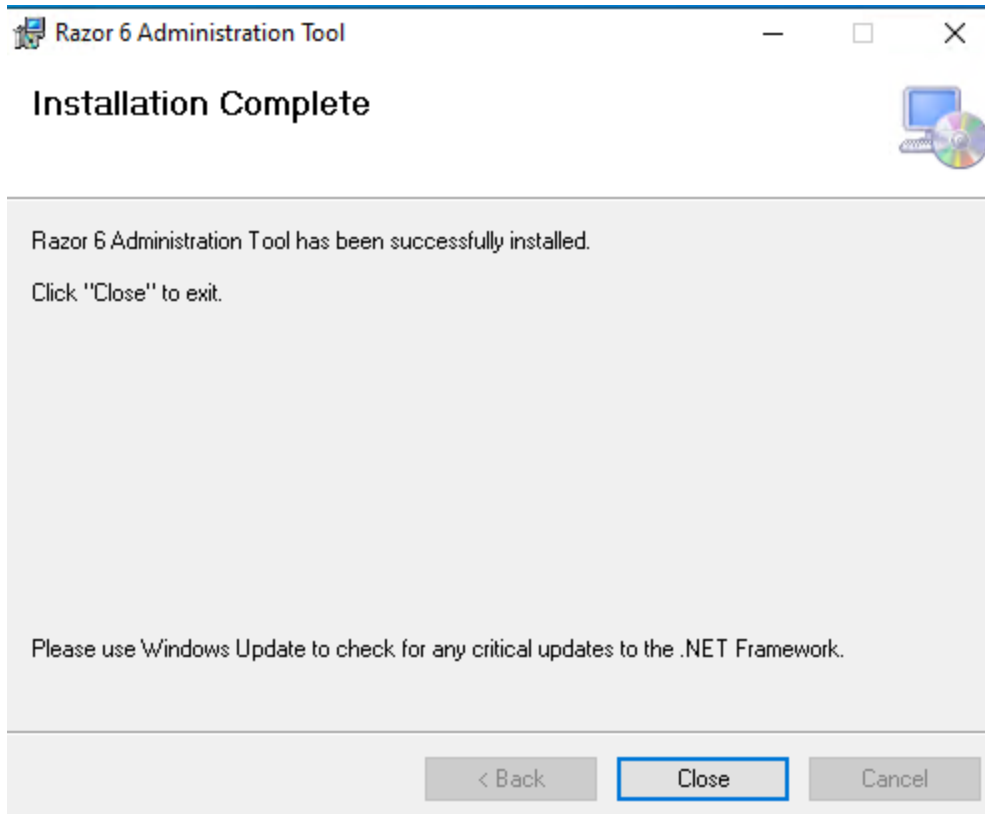 Razor 6 Administration Tool
Installation Complete
Razor 6 Administration Tool has been successfully installed.
Click "Close" to exit.
Please use Windows Update to check for any critical updates to the .NET Framework.
< Back
Close
Cancel